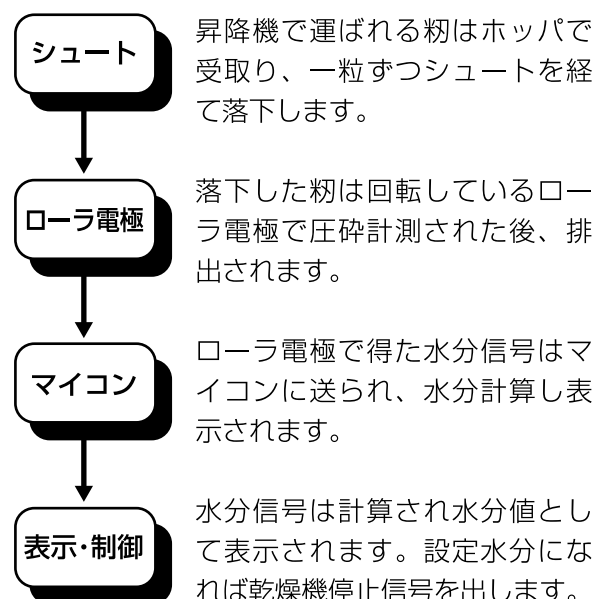 シュート
昇降機で運ばれる籾はホッパで
受取り、一粒ずつシュートを経
て落下します。
ローラ電極
落下した籾は回転しているロー
ラ電極で圧砕計測された後、排
出されます。
マイコン
ローラ電極で得た水分信号はマ
イコンに送られ、水分計算し表
示されます。
表示・制御
水分信号は計算され水分値とし
て表示されます。設定水分にな
れば乾燥機停止信号を出します。